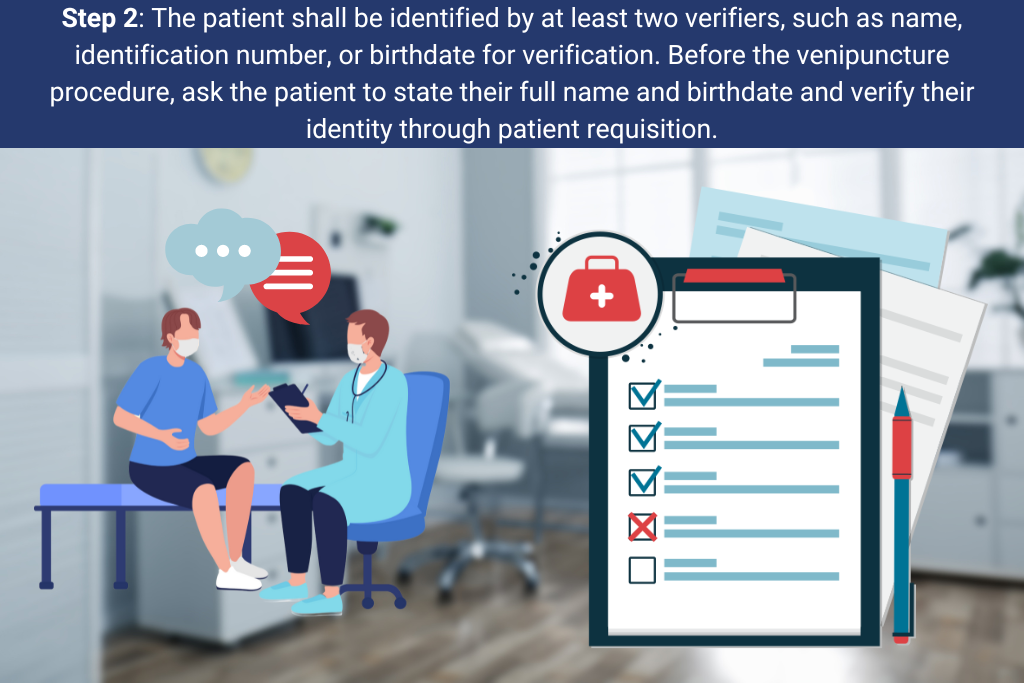 Step 2: The patient shall be identified by at least two verifiers, such as name,
identification number, or birthdate for verification. Before the venipuncture
procedure, ask the patient to state their full name and birthdate and verify their
identity through patient requisition.